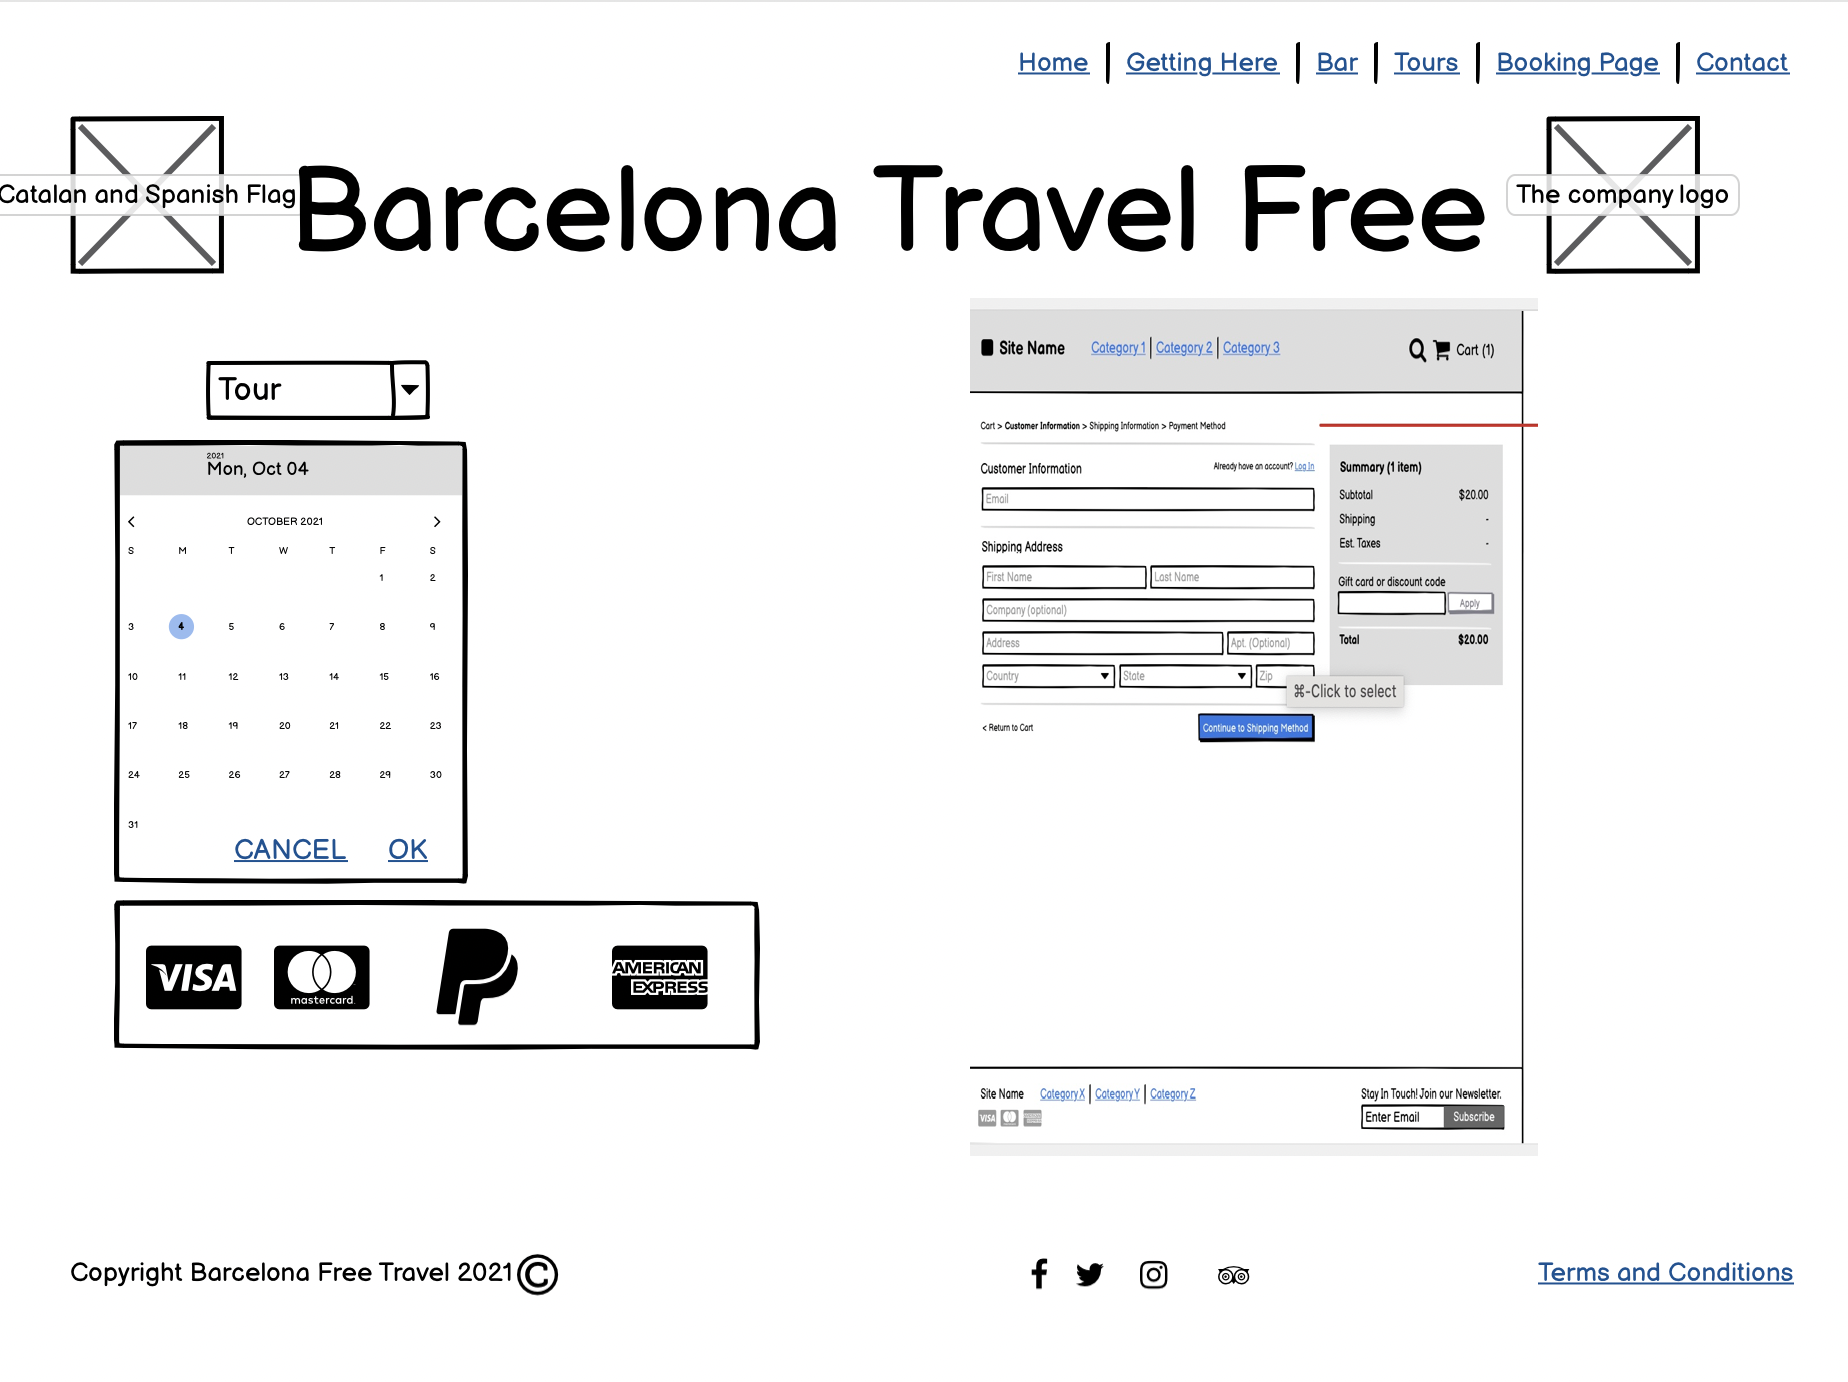 Home Getting Here Bar Tours Booking Page Contact
Catalan and Spanish Flag
Barcelona Travel Free
The company logo
Tour
2021
Mon, Oct 04
OCTOBER 2021
S M T W T F S
1 2
3 4 5 6 7 8 9
10 11 12 13 14 15 16
17 18 19 20 21 22 23
24 25 26 27 28 29 30
31
CANCEL OK
VISA
mastercard.
AMERICAN
EXPRESS
Site Name Category 1 Category 2 Category 3 Cart (1)
Cart > Customer Information > Shipping Information > Payment Method
Customer Information Already have an account? Log In
Email
Shipping Address
First Name Last Name
Company (optional)
Address Apt. (Optional)
Country State Zip
< Return to Cart Continue to Shipping Method
Summary (1 item)
Subtotal $20.00
Shipping -
Est. Taxes -
Gift card or discount code
Apply
Total $20.00
⌘-Click to select
Site Name Category X Category Y Category Z
VISA
Stay In Touch! Join our Newsletter.
Enter Email Subscribe
Copyright Barcelona Free Travel 2021 ©
Terms and Conditions